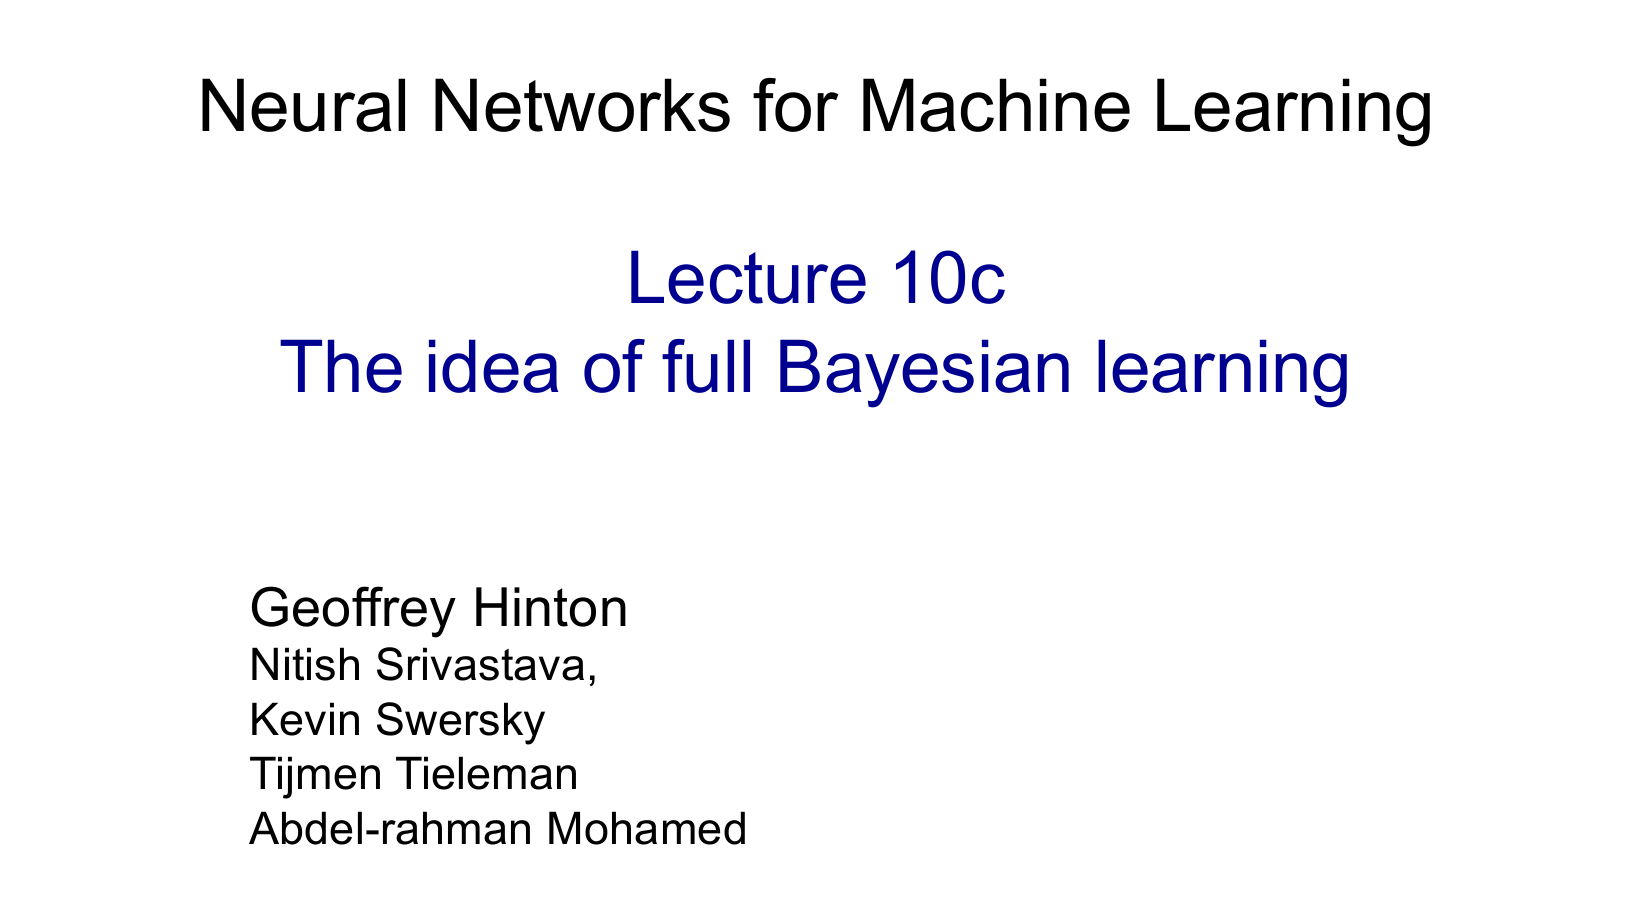 Neural Networks for Machine Learning
Lecture 10c
The idea of full Bayesian learning
Geoffrey Hinton
Nitish Srivastava,
Kevin Swersky
Tijmen Tieleman
Abdel-rahman Mohamed